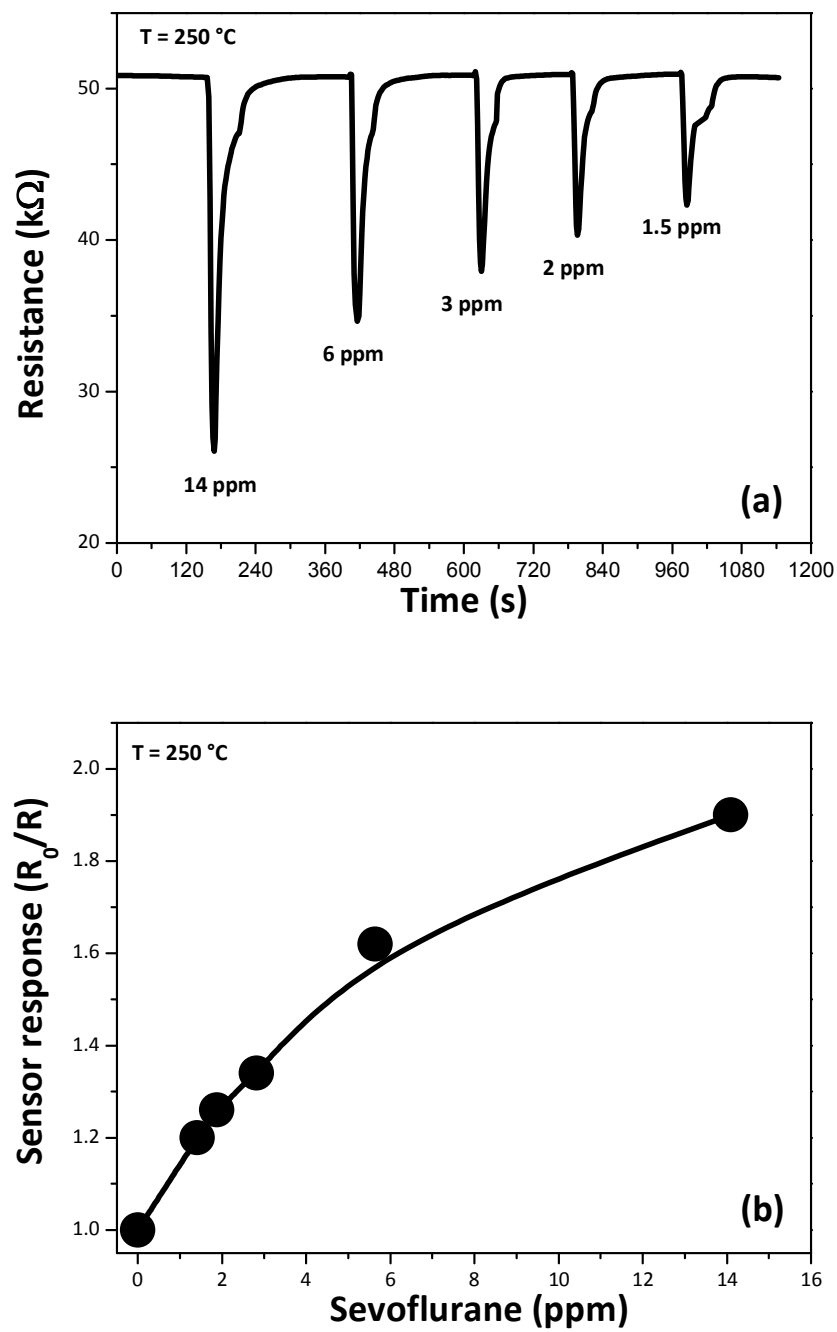 T = 250 °C
50
40
30
20
Resistance (kΩ)
14 ppm
6 ppm
3 ppm
2 ppm
1.5 ppm
(a)
0 120 240 360 480 600 720 840 960 1080 1200
Time (s)
T = 250 °C
2.0
1.8
1.6
1.4
1.2
1.0
Sensor response (R₀/R)
(b)
0 2 4 6 8 10 12 14 16
Sevoflurane (ppm)